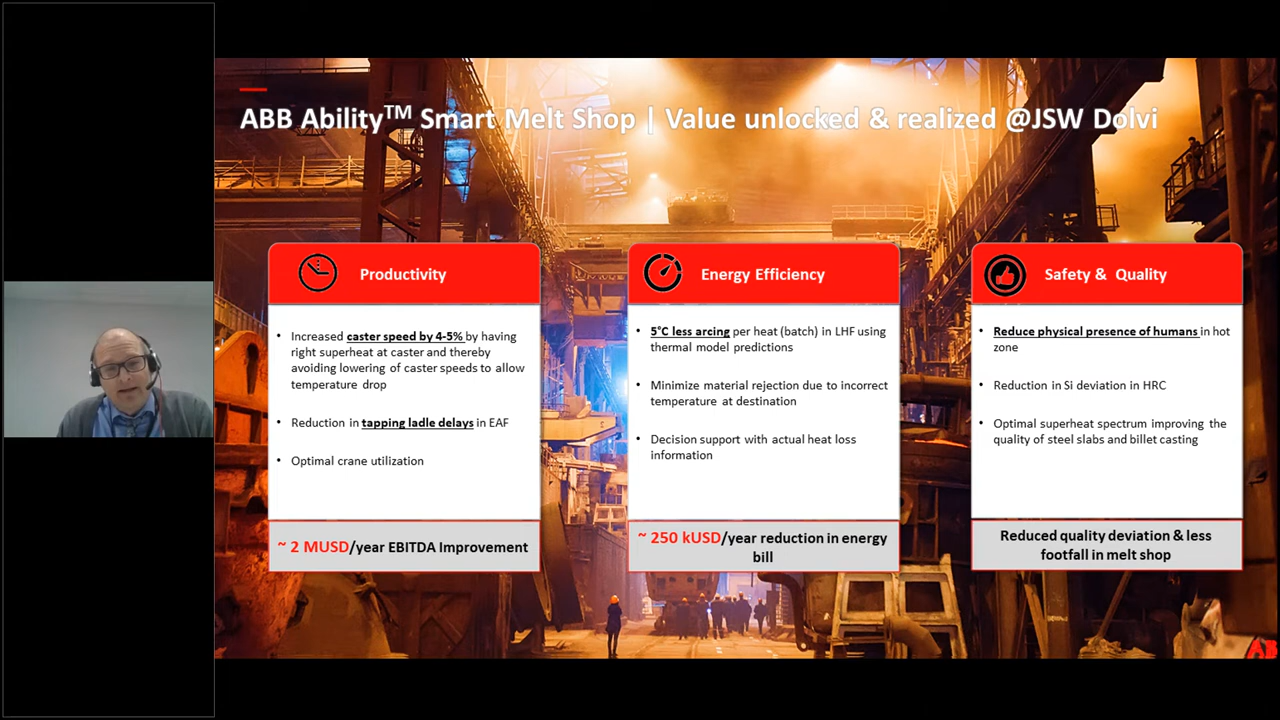 ABB Ability™ Smart Melt Shop | Value unlocked & realized @JSW Dolvi
Productivity
• Increased caster speed by 4-5% by having
right superheat at caster and thereby
avoiding lowering of caster speeds to allow
temperature drop
• Reduction in tapping ladle delays in EAF
• Optimal crane utilization
~ 2 MUSD/year EBITDA Improvement
Energy Efficiency
• 5°C less arcing per heat (batch) in LHF using
thermal model predictions
• Minimize material rejection due to incorrect
temperature at destination
• Decision support with actual heat loss
information
~ 250 kUSD/year reduction in energy
bill
Safety & Quality
• Reduce physical presence of humans in hot
zone
• Reduction in Si deviation in HRC
• Optimal superheat spectrum improving the
quality of steel slabs and billet casting
Reduced quality deviation & less
footfall in melt shop